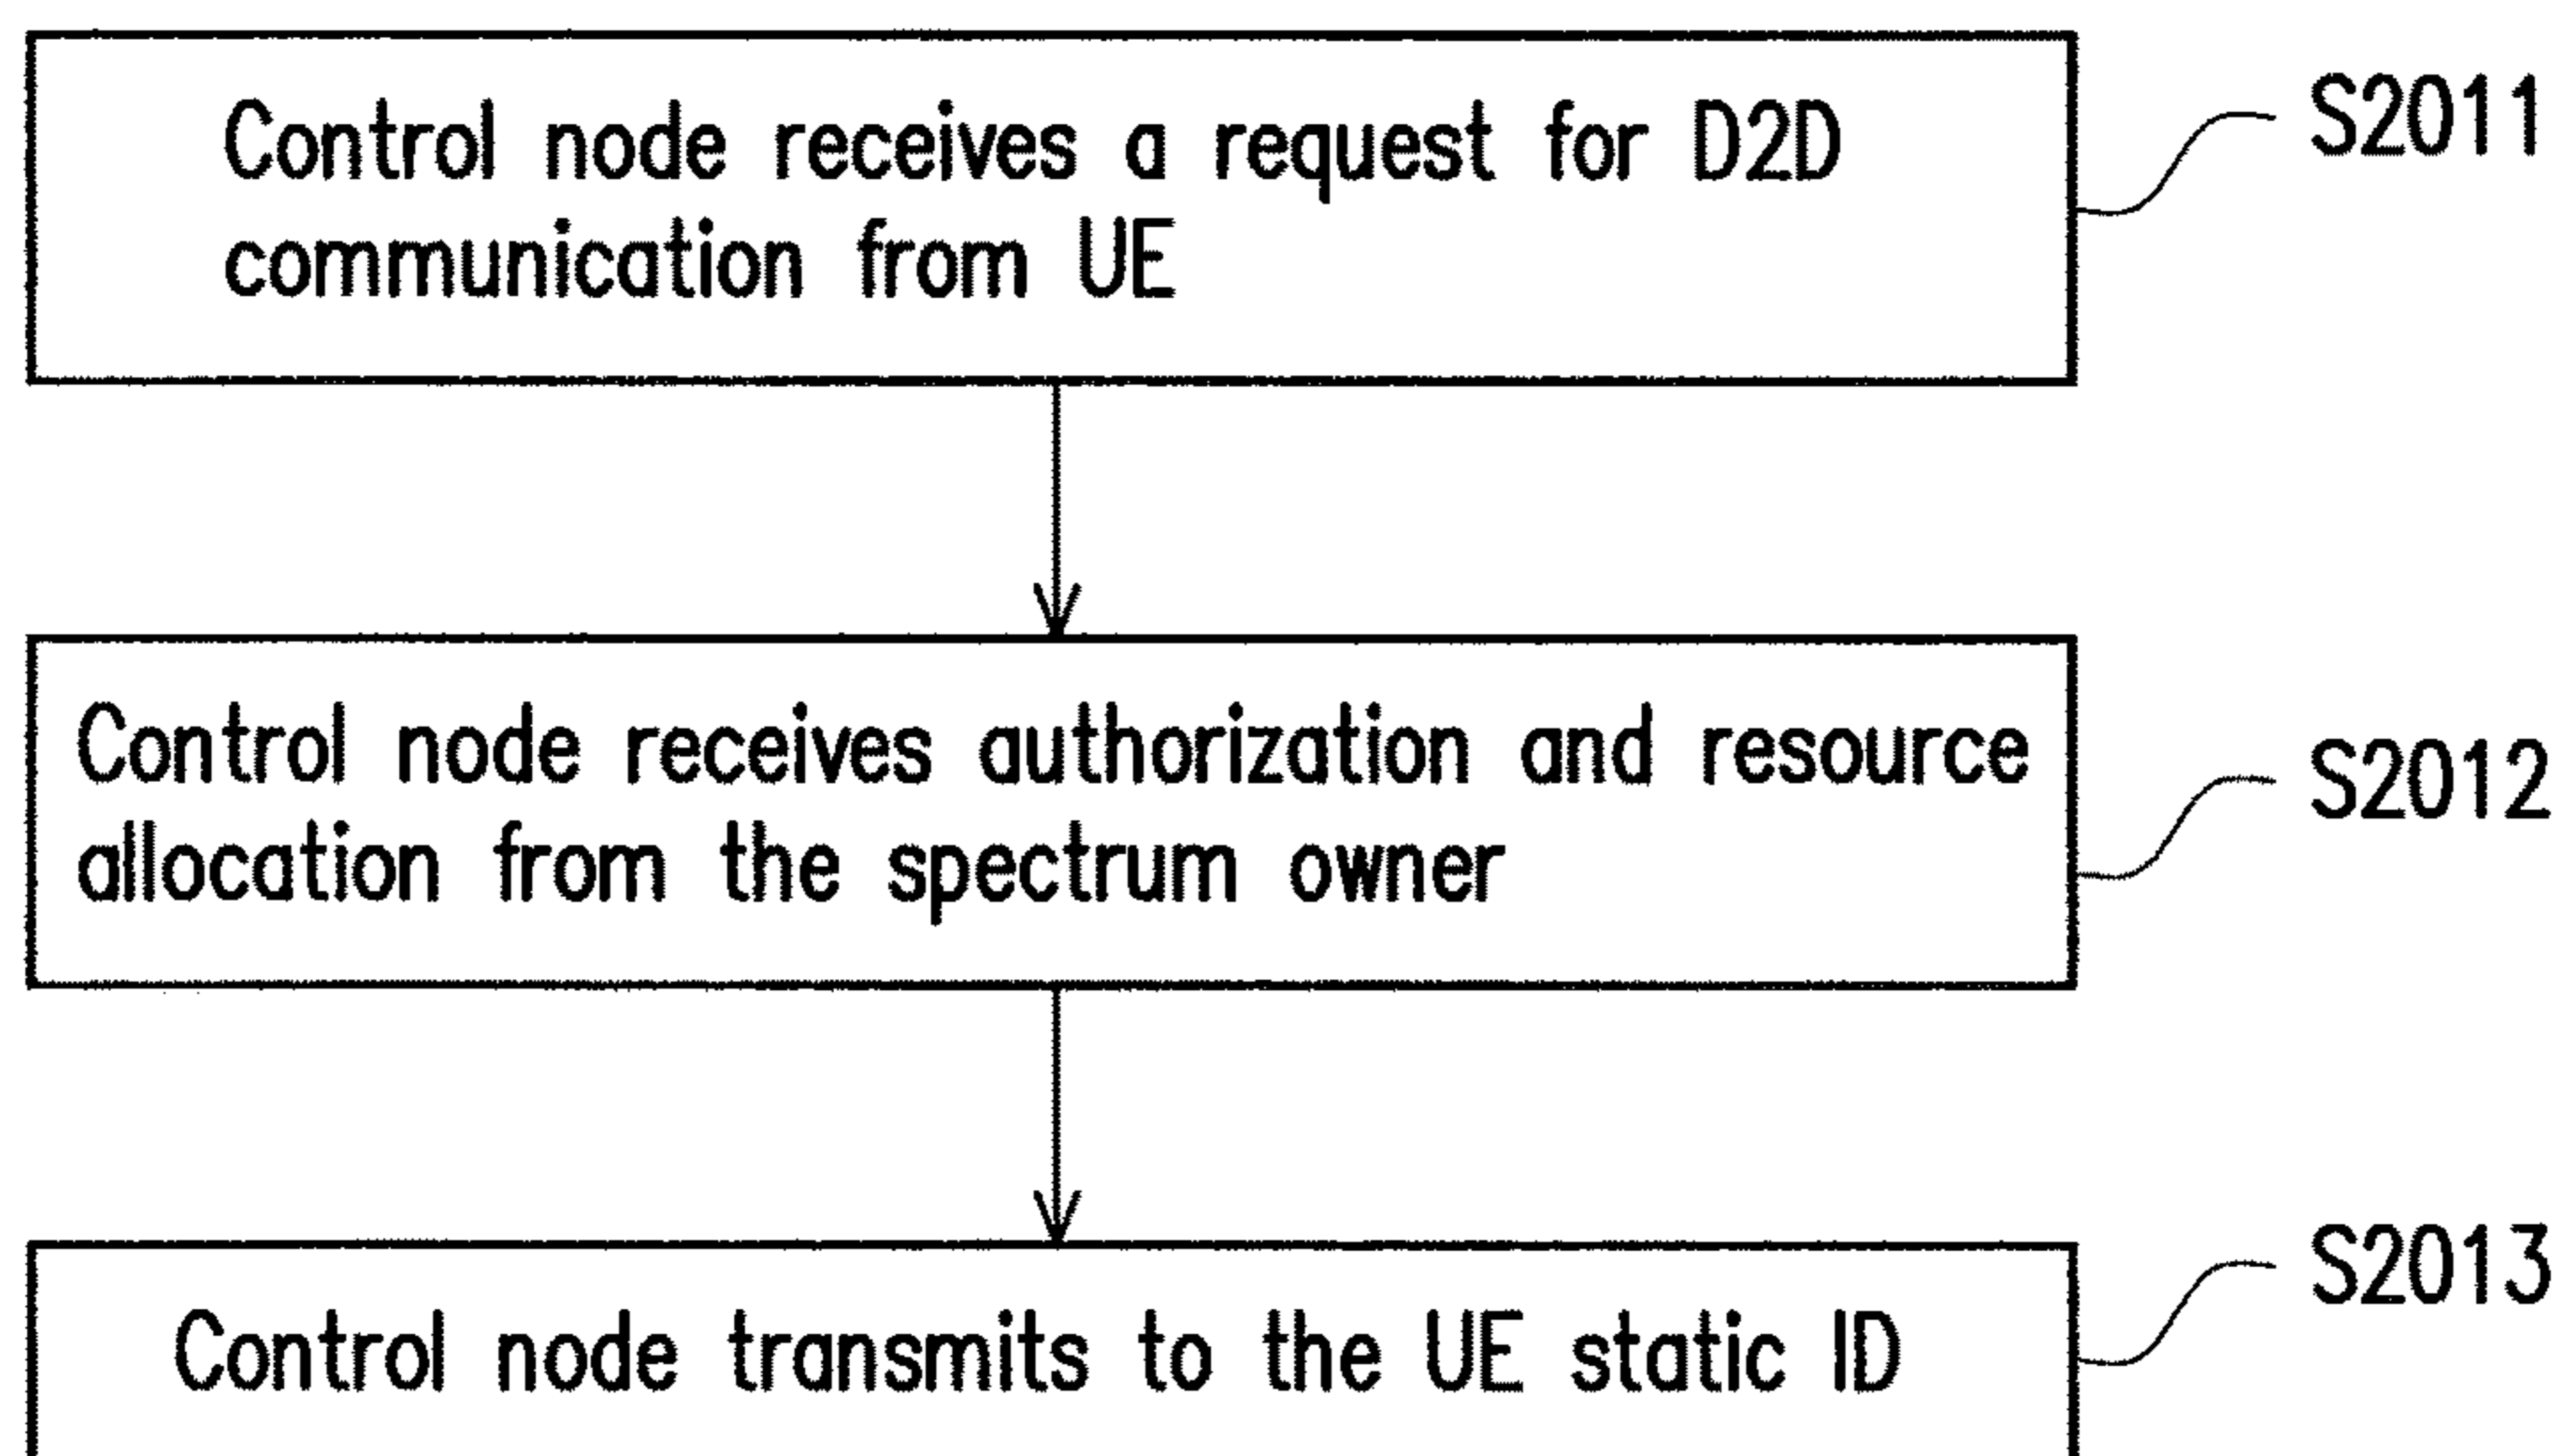 Control node receives a request for D2D
communication from UE
S2011
Control node receives authorization and resource
allocation from the spectrum owner
S2012
Control node transmits to the UE static ID
S2013